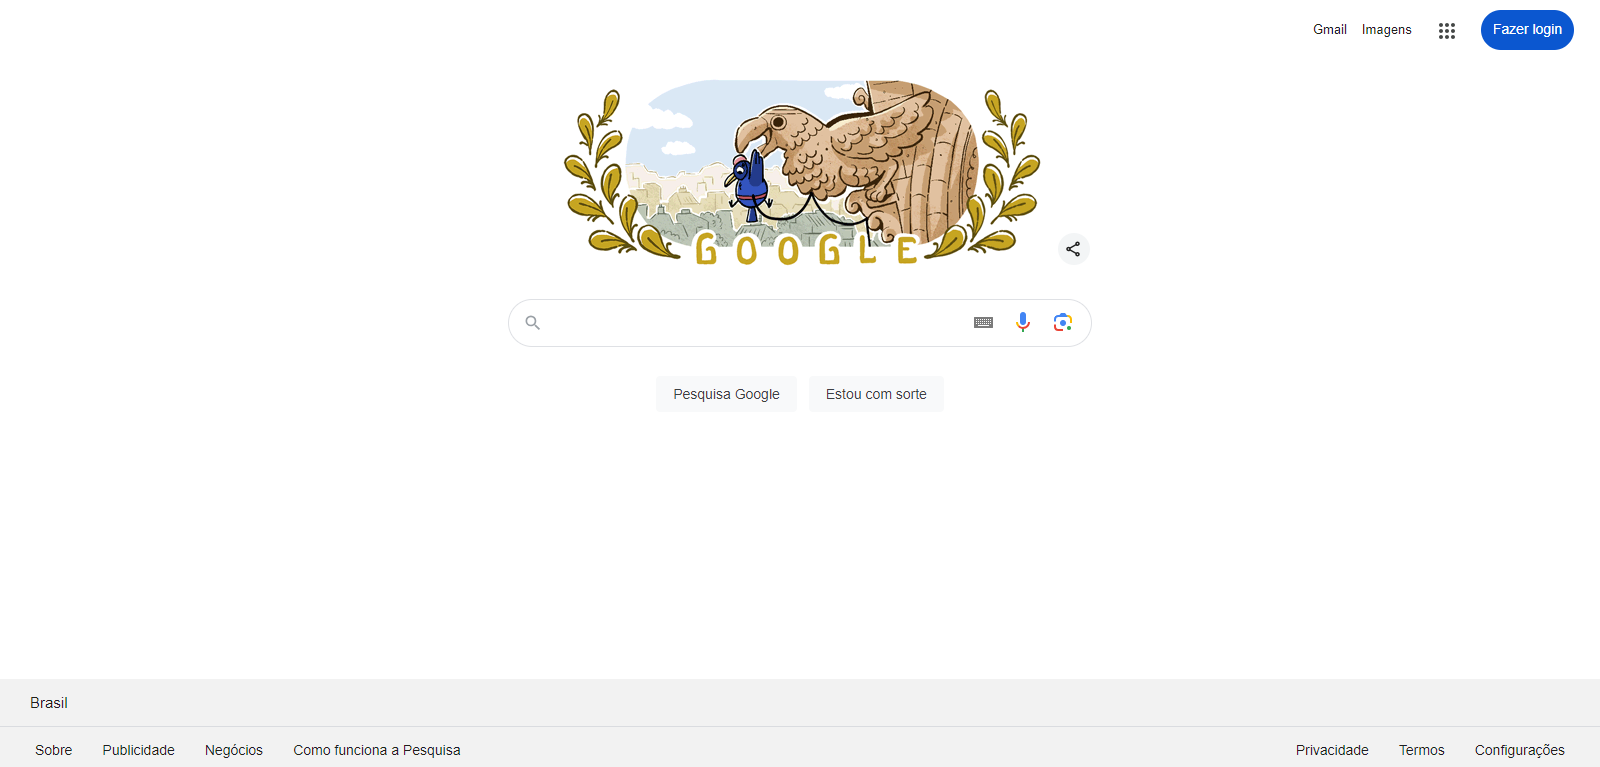 Gmail Imagens Fazer login
GOOGLE
Pesquisa Google Estou com sorte
Brasil
Sobre Publicidade Negócios Como funciona a Pesquisa Privacidade Termos Configurações